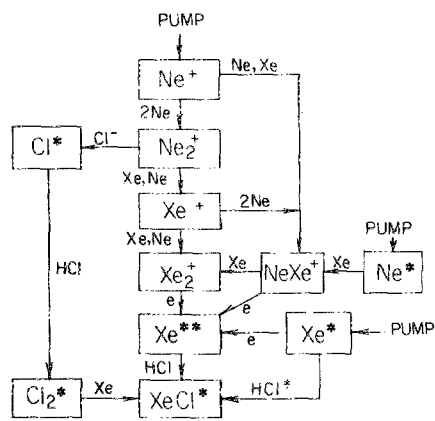 PUMP
Ne⁺
Ne, Xe
2Ne
Cl*
Cl⁻
Ne₂⁺
Xe, Ne
Xe⁺
2Ne
Xe, Ne
PUMP
HCl
Xe₂⁺
Xe
NeXe⁺
Xe
Ne*
e
e
Xe**
e
Xe*
PUMP
HCl
Cl₂*
Xe
XeCl*
HCl*